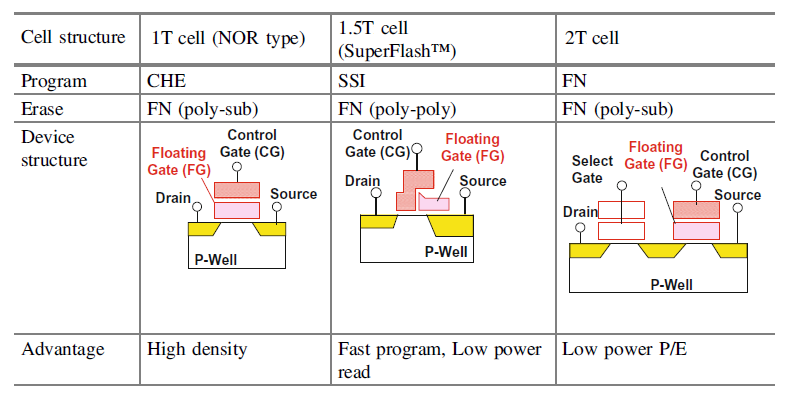 Cell structure
1T cell (NOR type)
1.5T cell
(SuperFlash™)
2T cell
Program
CHE
SSI
FN
Erase
FN (poly-sub)
FN (poly-poly)
FN (poly-sub)
Device
structure
Control
Gate (CG)
Floating
Gate (FG)
Drain
Source
P-Well
Control
Gate (CG)
Floating
Gate (FG)
Drain
Source
P-Well
Select
Gate
Floating
Gate (FG)
Control
Gate (CG)
Source
Drain
P-Well
Advantage
High density
Fast program, Low power
read
Low power P/E